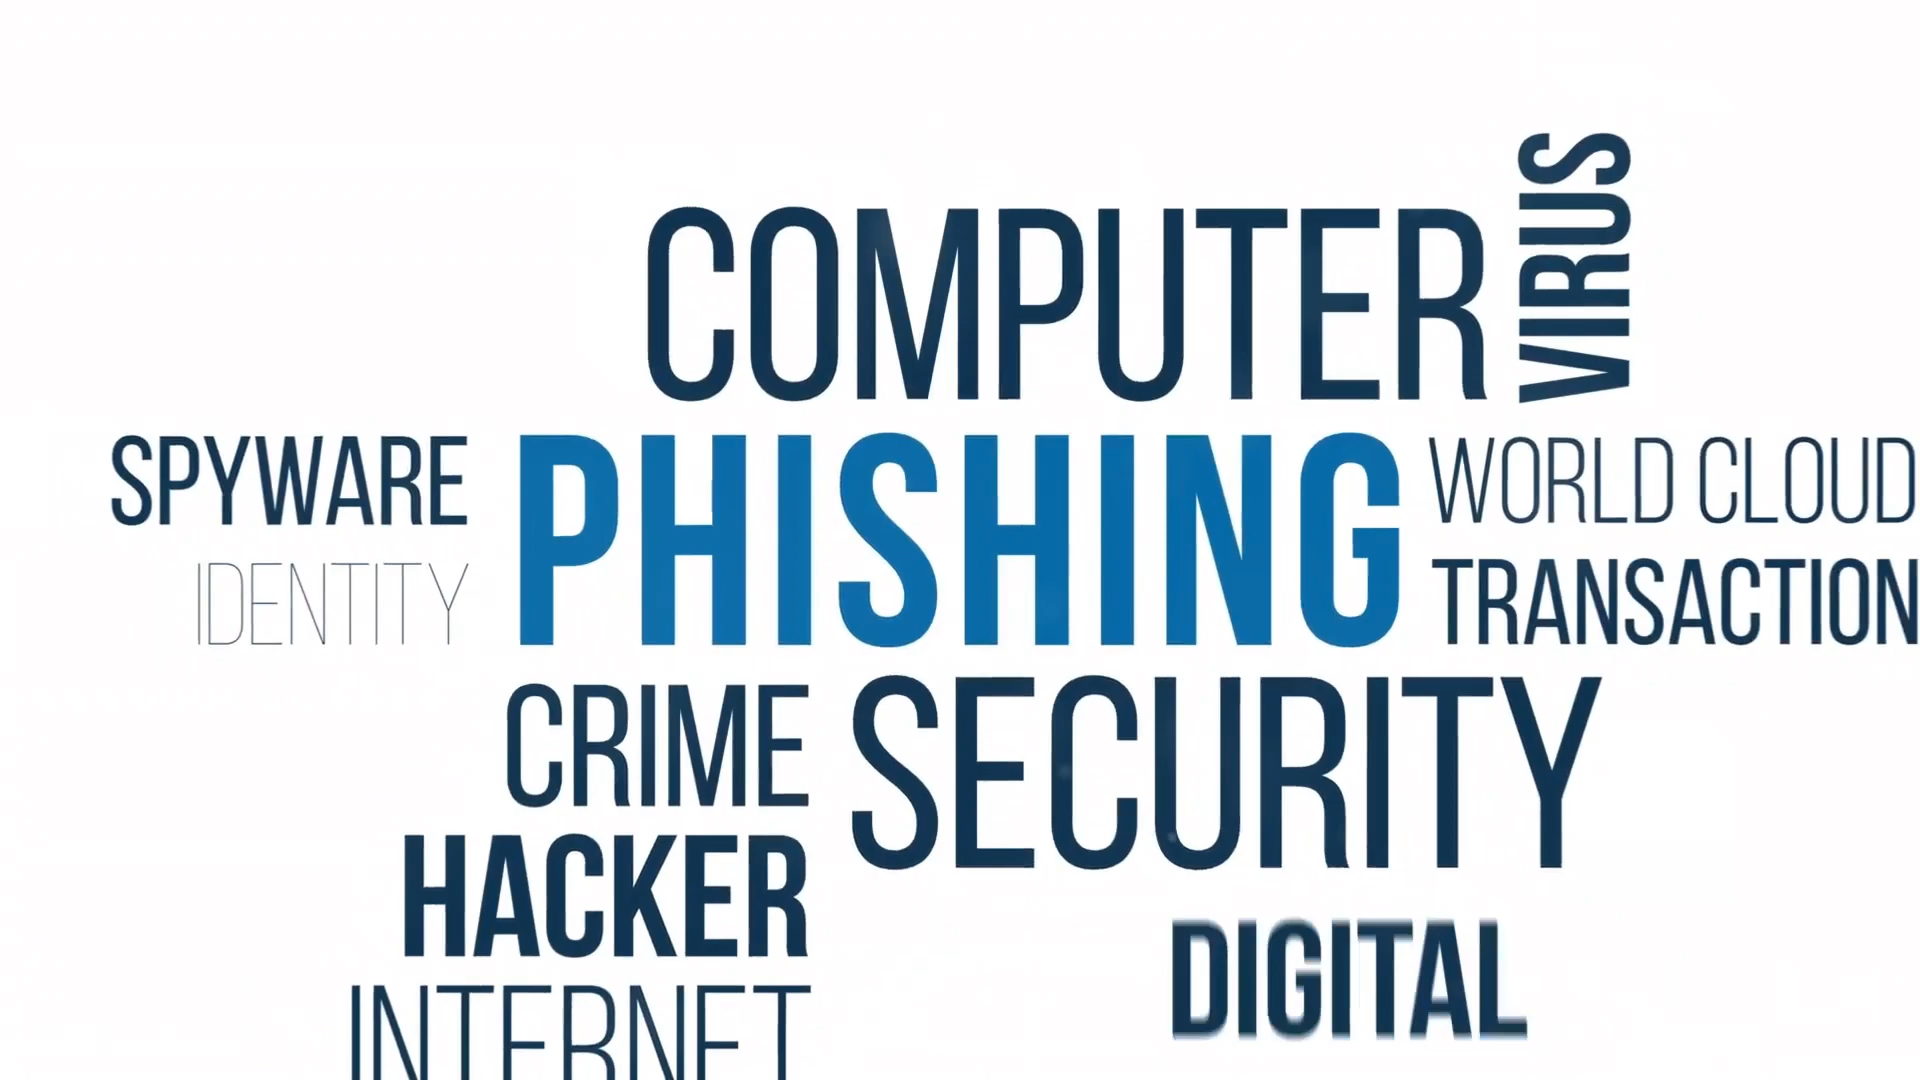 VIRUS
COMPUTER
SPYWARE
PHISHING
WORLD CLOUD
IDENTITY
TRANSACTION
CRIME
SECURITY
HACKER
DIGITAL
INTERNET